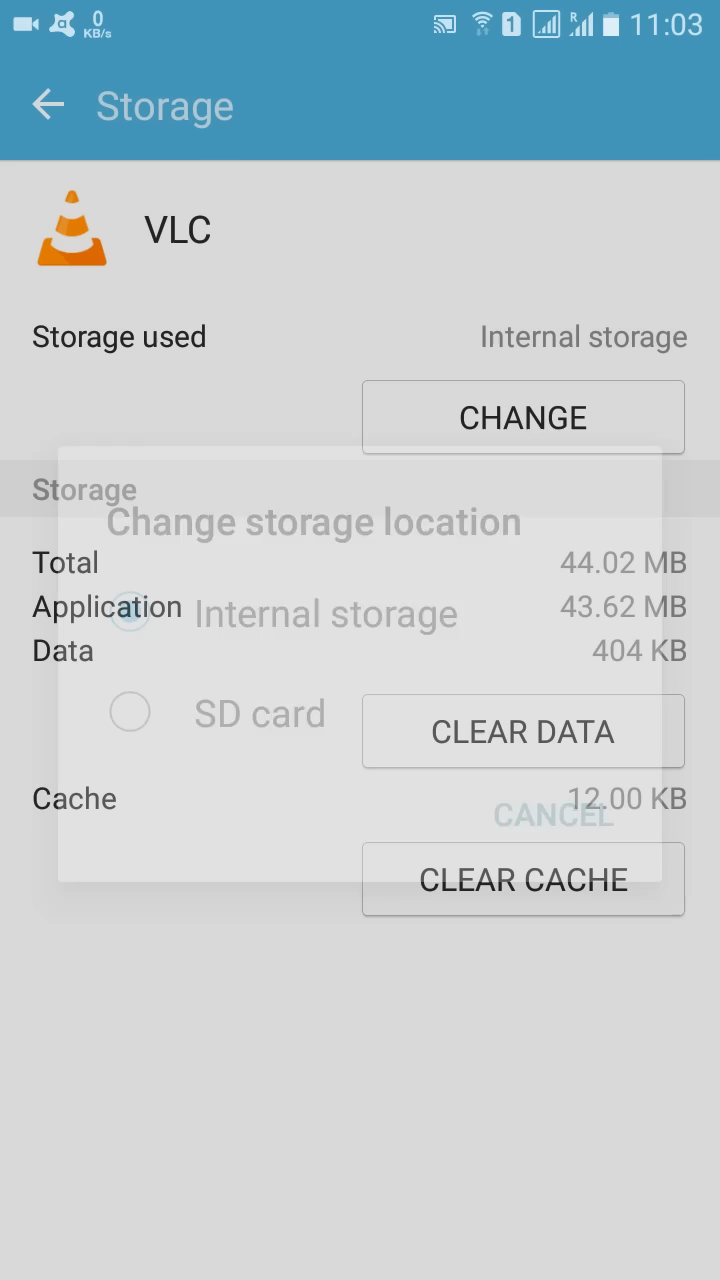 0
KB/s
1
R
11:03
Storage
VLC
Storage used Internal storage
CHANGE
Storage
Change storage location
Total 44.02 MB
Application 43.62 MB
Internal storage
Data 404 KB
SD card
CLEAR DATA
Cache 12.00 KB
CANCEL
CLEAR CACHE